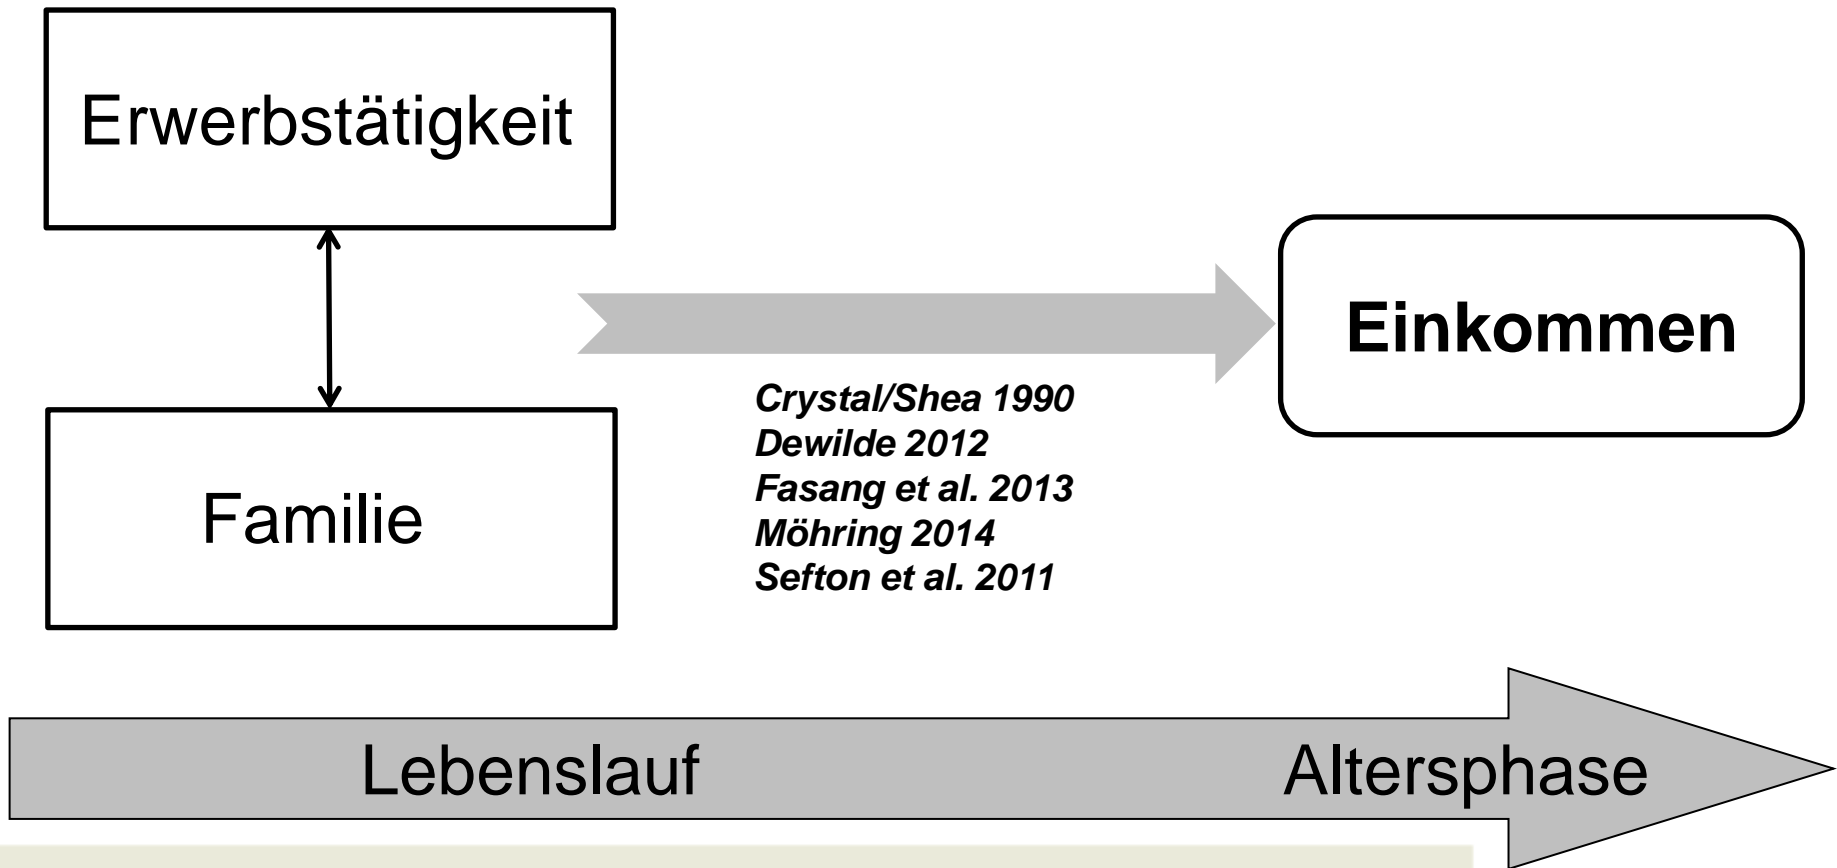 Erwerbstätigkeit
Einkommen
Crystal/Shea 1990
Dewilde 2012
Fasang et al. 2013
Möhring 2014
Sefton et al. 2011
Familie
Lebenslauf
Altersphase